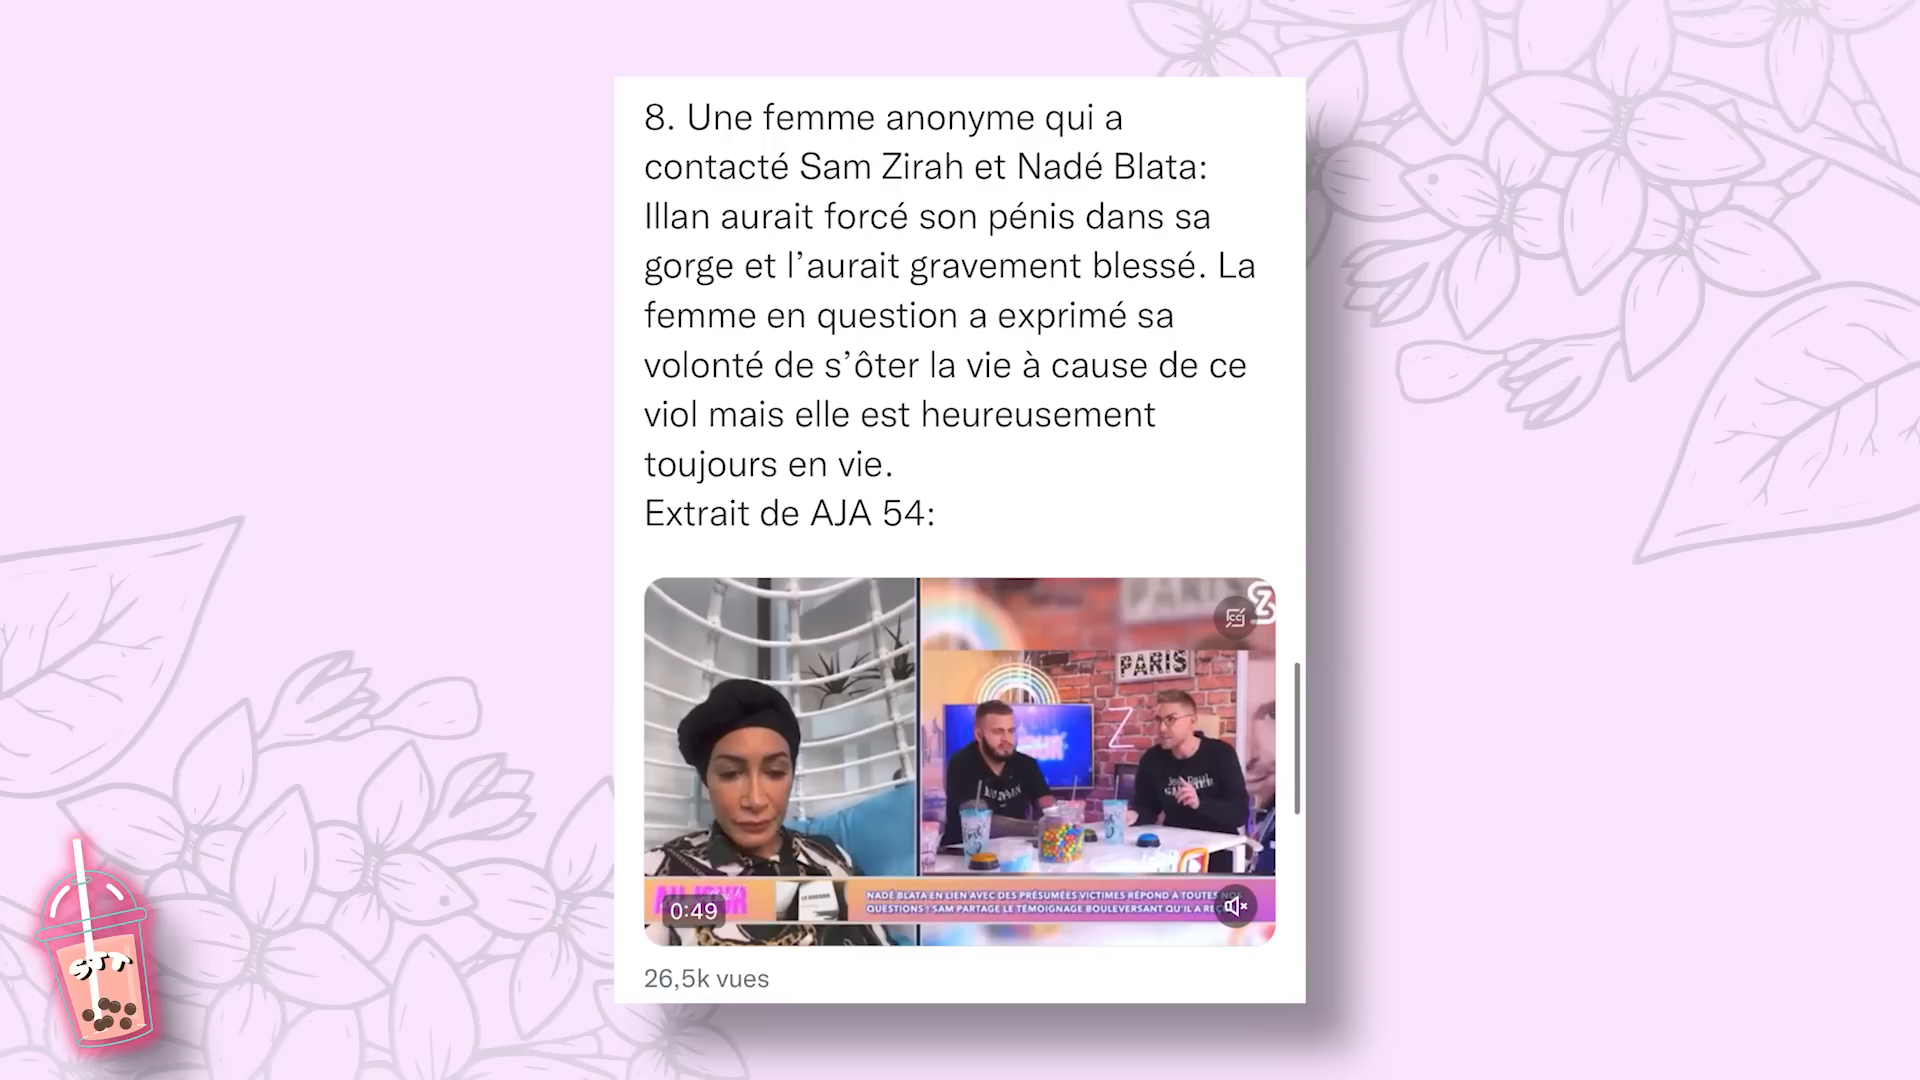 8. Une femme anonyme qui a
contacté Sam Zirah et Nadé Blata:
Illan aurait forcé son pénis dans sa
gorge et l’aurait gravement blessé. La
femme en question a exprimé sa
volonté de s’ôter la vie à cause de ce
viol mais elle est heureusement
toujours en vie.
Extrait de AJA 54:
PARIS
NADÉ BLATA EN LIEN AVEC DES PRÉSUMÉES VICTIMES RÉPOND À TOUTES
QUESTIONS ! SAM PARTAGE LE TÉMOIGNAGE BOULEVERSANT QU'IL A
0:49
26,5k vues
STT